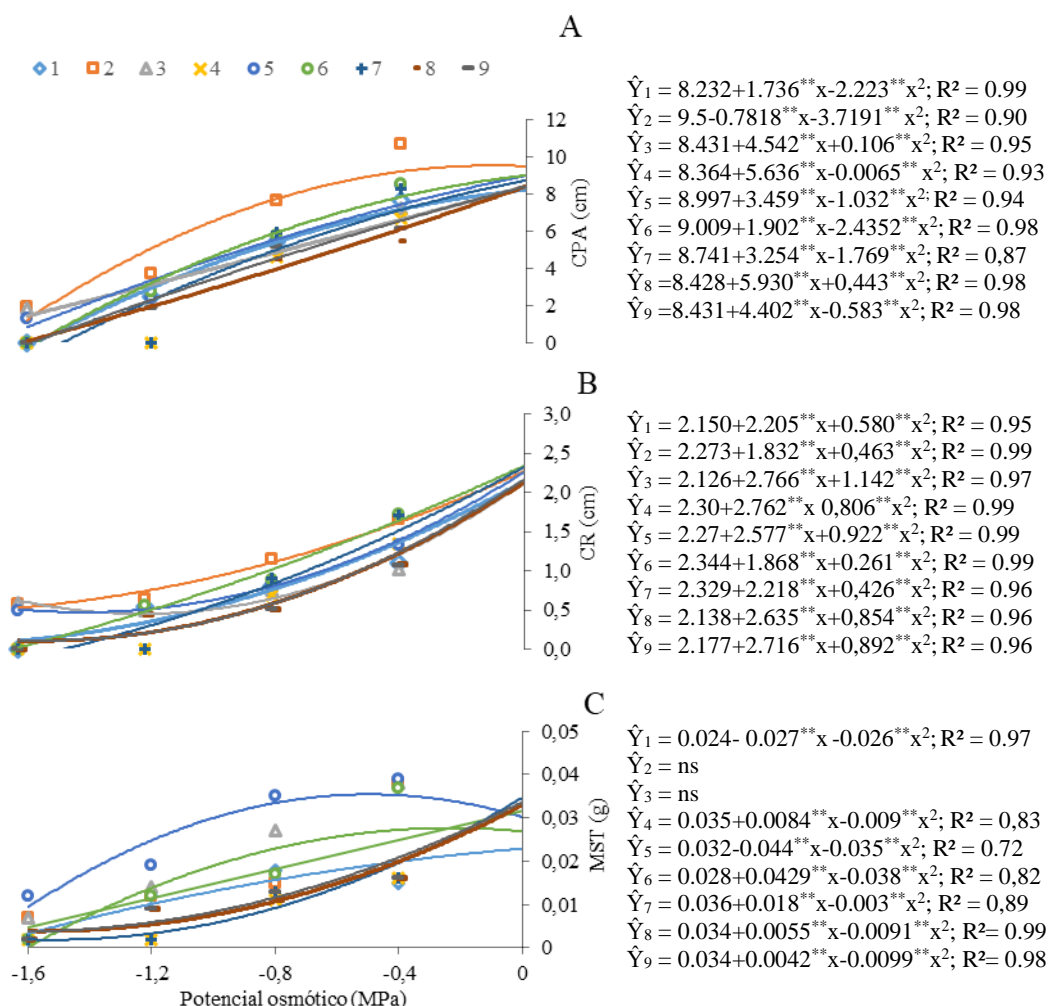 A
1 2 3 4 5 6 7 8 9
12
10
8
6
4
2
0
CPA (cm)
Ŷ1 = 8.232+1.736**x-2.223**x²; R² = 0.99
Ŷ2 = 9.5-0.7818**x-3.7191** x²; R² = 0.90
Ŷ3 = 8.431+4.542**x+0.106**x²; R² = 0.95
Ŷ4 = 8.364+5.636**x-0.0065** x²; R² = 0.93
Ŷ5 = 8.997+3.459**x-1.032**x²; R² = 0.94
Ŷ6 = 9.009+1.902**x-2.4352**x²; R² = 0.98
Ŷ7 = 8.741+3.254**x-1.769**x²; R² = 0,87
Ŷ8 =8.428+5.930**x+0,443**x²; R² = 0.98
Ŷ9 =8.431+4.402**x-0.583**x²; R² = 0.98
B
3,0
2,5
2,0
1,5
1,0
0,5
0,0
CR (cm)
Ŷ1 = 2.150+2.205**x+0.580**x²; R² = 0.95
Ŷ2 = 2.273+1.832**x+0,463**x²; R² = 0.99
Ŷ3 = 2.126+2.766**x+1.142**x²; R² = 0.97
Ŷ4 = 2.30+2.762**x 0,806**x²; R² = 0.99
Ŷ5 = 2.27+2.577**x+0.922**x²; R² = 0.99
Ŷ6 = 2.344+1.868**x+0.261**x²; R² = 0.99
Ŷ7 = 2.329+2.218**x+0,426**x²; R² = 0.96
Ŷ8 = 2.138+2.635**x+0,854**x²; R² = 0.96
Ŷ9 = 2.177+2.716**x+0,892**x²; R² = 0.96
C
0,05
0,04
0,03
0,02
0,01
0
MST (g)
-1,6 -1,2 -0,8 -0,4 0
Potencial osmótico (MPa)
Ŷ1 = 0.024- 0.027**x -0.026**x²; R² = 0.97
Ŷ2 = ns
Ŷ3 = ns
Ŷ4 = 0.035+0.0084**x-0.009**x²; R² = 0,83
Ŷ5 = 0.032-0.044**x-0.035**x²; R² = 0.72
Ŷ6 = 0.028+0.0429**x-0.038**x²; R² = 0,82
Ŷ7 = 0.036+0.018**x-0.003**x²; R² = 0,89
Ŷ8 = 0.034+0.0055**x-0.0091**x²; R²= 0.99
Ŷ9 = 0.034+0.0042**x-0.0099**x²; R²= 0.98